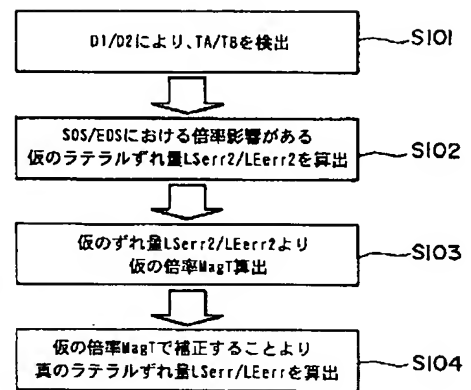 D1/D2により、TA/TBを検出
S101
SOS/EOSにおける倍率影響がある
仮のラテラルずれ量LSerr2/LEerr2を算出
S102
仮のずれ量LSerr2/LEerr2より
仮の倍率MagT算出
S103
仮の倍率MagTで補正することより
真のラテラルずれ量LSerr/LEerrを算出
S104